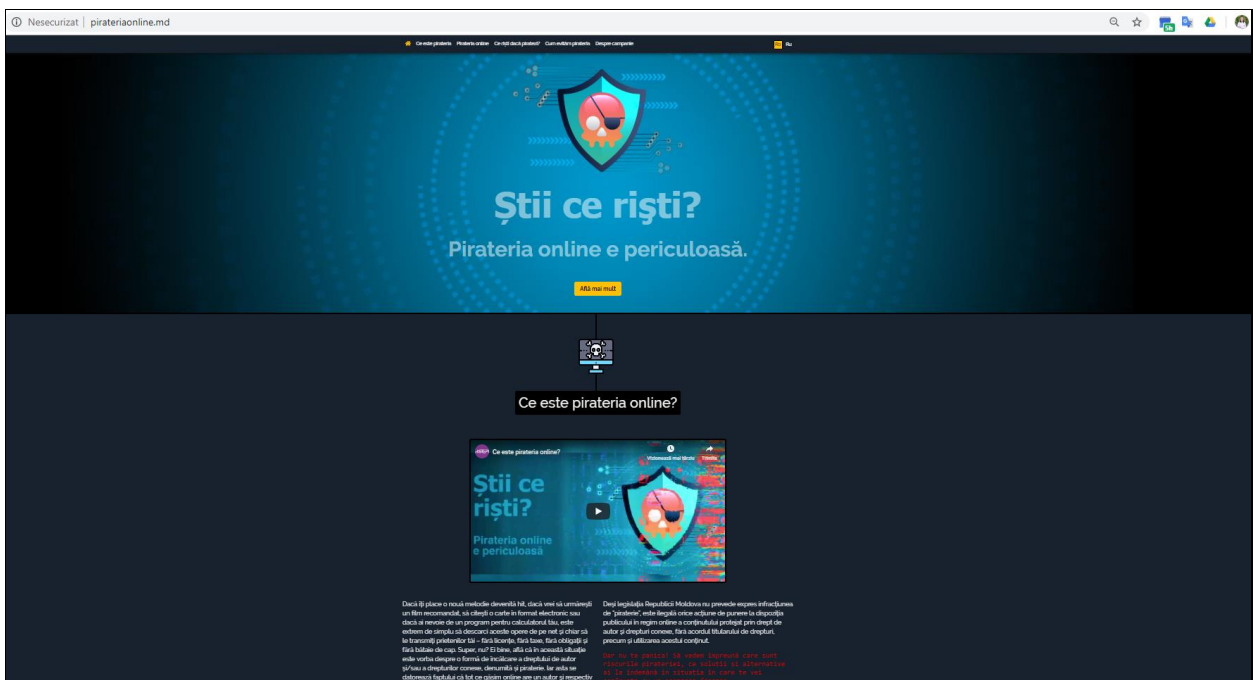 Nesecurizat | pirateriaonline.md
Ce este pirateria Pirateria online Ce riști dacă piratezi? Cum evităm pirateria Despre campanie Ro Ru
Știi ce riști?
Pirateria online e periculoasă.
Află mai mult
Ce este pirateria online?
Ce este pirateria online?
Vizionează mai târziu Trimite
Știi ce
riști?
Pirateria online
e periculoasă
Dacă îți place o nouă melodie devenită hit, dacă vrei să urmărești
un film recomandat, să citești o carte în format electronic sau
dacă ai nevoie de un program pentru calculatorul tău, este
extrem de simplu să descarci aceste opere de pe net și chiar să
le transmiți prietenilor tăi – fără licențe, fără taxe, fără obligații și
fără bătaie de cap. Super, nu? Ei bine, află că în această situație
este vorba despre o formă de încălcare a dreptului de autor
și/sau a drepturilor conexe, denumită și piraterie. Iar asta se
datorează faptului că tot ce găsim online are un autor și respectiv
Deși legislația Republicii Moldova nu prevede expres infracțiunea
de "piraterie", este ilegală orice acțiune de punere la dispoziția
publicului în regim online a conținutului protejat prin drept de
autor și drepturi conexe, fără acordul titularului de drepturi,
precum și utilizarea acestui conținut.
Dar nu te panica! Să vedem împreună care sunt
riscurile pirateriei, ce soluții și alternative
ai la îndemână în situația în care te vei